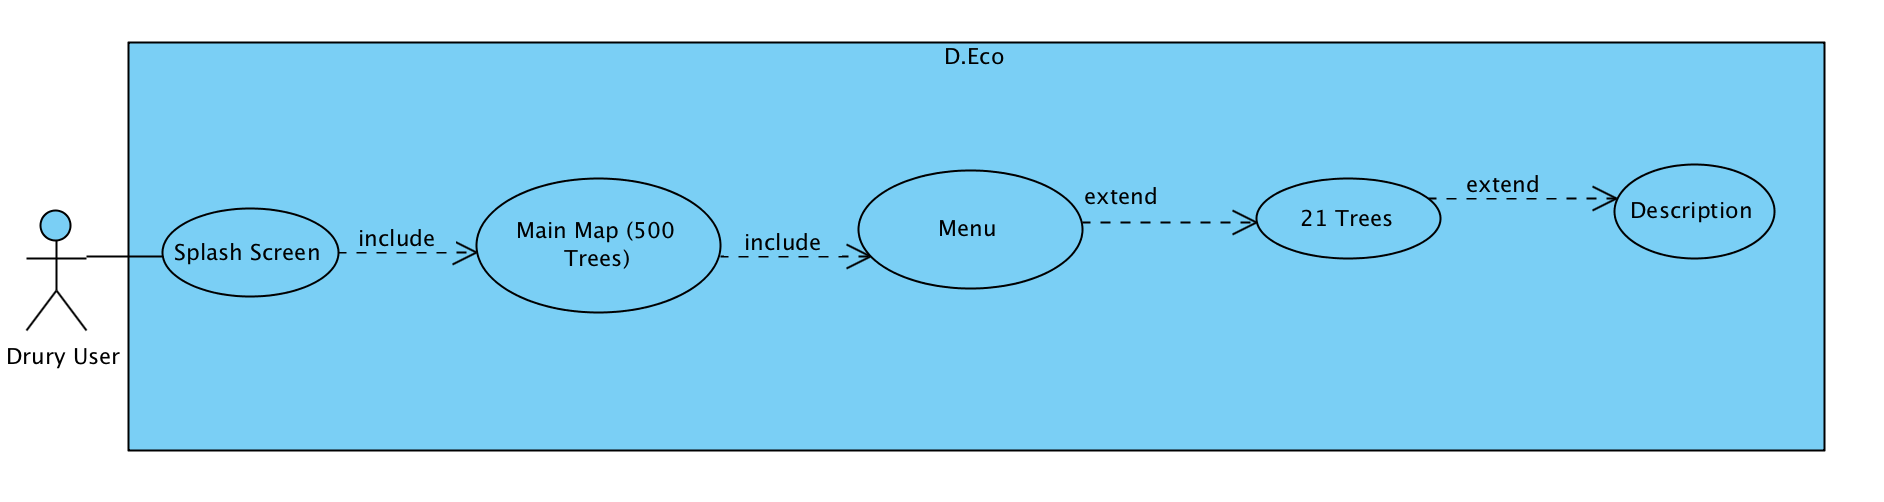 D.Eco
Drury User
Splash Screen
include
Main Map (500
Trees)
include
Menu
extend
21 Trees
extend
Description